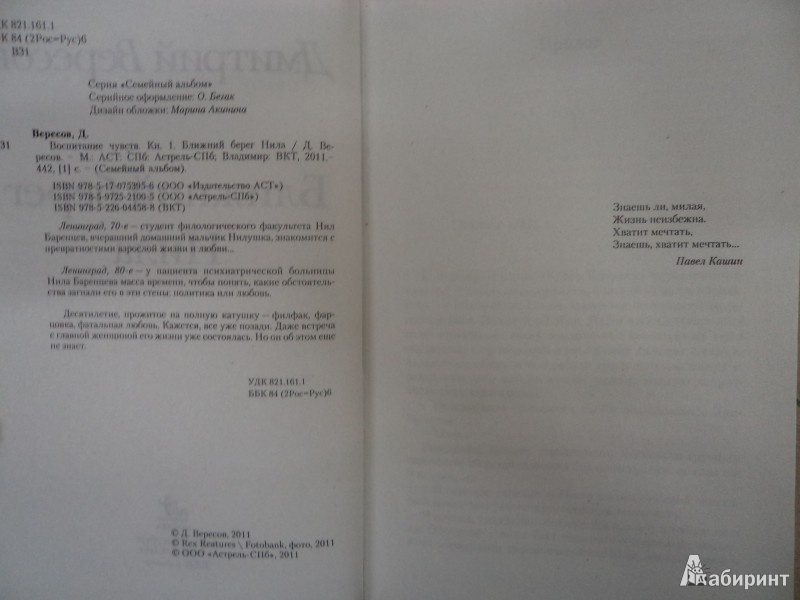 К 821.161.1
К 84 (2Рос=Рус)6
В31
Серия «Семейный альбом»
Серийное оформление: О. Бегак
Дизайн обложки: Марина Акинина
Вересов, Д.
31
Воспитание чувств. Кн. 1. Ближний берег Нила / Д. Ве-
ресов. – М.: АСТ; СПб: Астрель-СПб; Владимир: ВКТ, 2011.–
442, [1] с. – (Семейный альбом).
ISBN 978-5-17-075395-6 (ООО «Издательство АСТ»)
ISBN 978-5-9725-2100-5 (ООО «Астрель-СПб»)
ISBN 978-5-226-04458-8 (ВКТ)
Ленинград, 70-е – студент филологического факультета Нил
Баренцев, вчерашний домашний мальчик Нилушка, знакомится с
превратностями взрослой жизни и любви...
Ленинград, 80-е – у пациента психиатрической больницы
Нила Баренцева масса времени, чтобы понять, какие обстоятель-
ства загнали его в эти стены: политика или любовь.
Десятилетие, прожитое на полную катушку – филфак, фар-
цовка, фатальная любовь. Кажется, все уже позади. Даже встреча
с главной женщиной его жизни уже состоялась. Но он об этом еще
не знает.
УДК 821.161.1
ББК 84 (2Рос=Рус)6
© Д. Вересов, 2011
© Rex Features \ Fotobank, фото, 2011
© ООО «Астрель-СПб», 2011
Знаешь ли, милая,
Жизнь неизбежна.
Хватит мечтать,
Знаешь, хватит мечтать...
Павел Кашин
Лабиринт